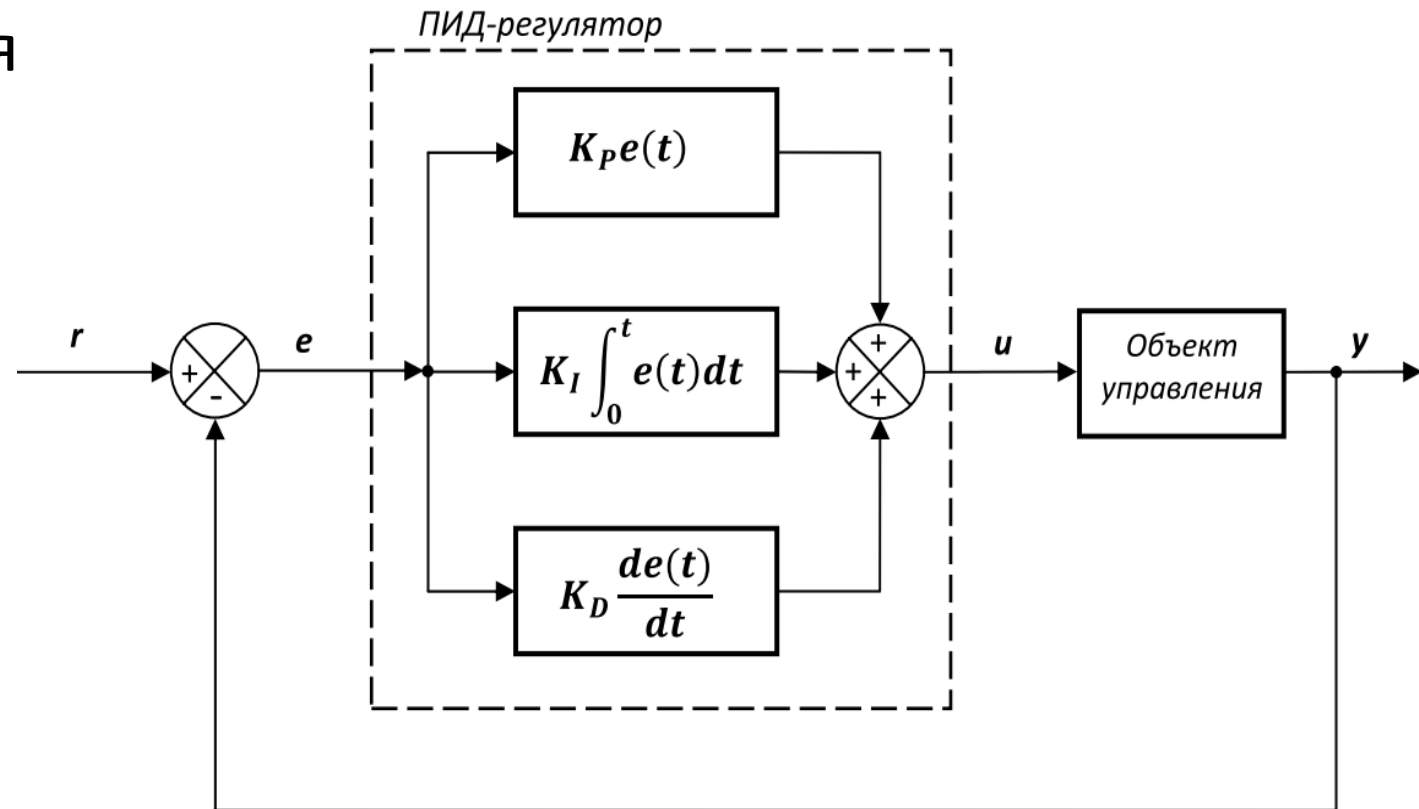 я
ПИД-регулятор
K_P e(t)
r
+
-
e
K_I ∫_0^t e(t)dt
+
+
+
u
Объект
управления
y
K_D de(t)/dt